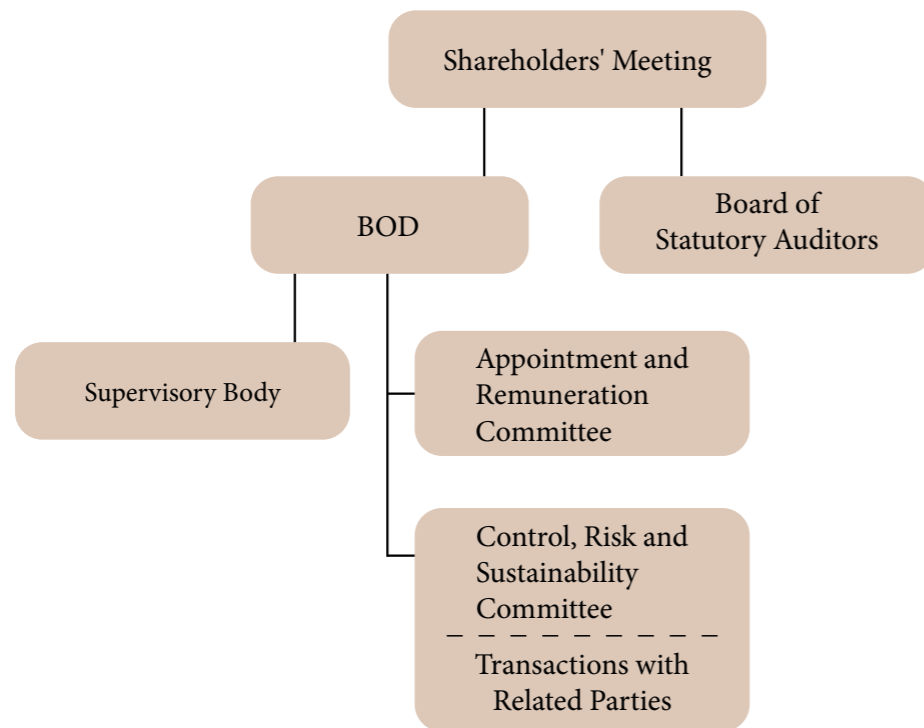 Shareholders' Meeting
BOD
Board of
Statutory Auditors
Supervisory Body
Appointment and
Remuneration
Committee
Control, Risk and
Sustainability
Committee
Transactions with
Related Parties